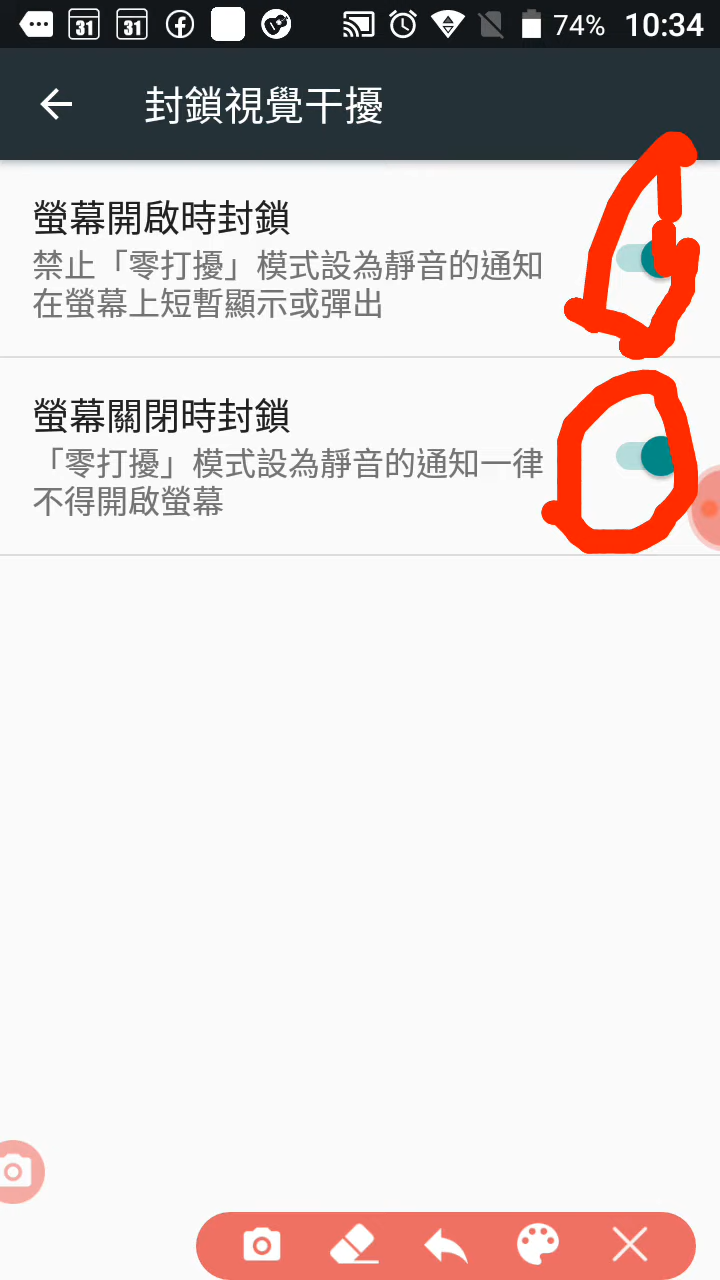 31 31 74% 10:34
封鎖視覺干擾
螢幕開啟時封鎖
禁止「零打擾」模式設為靜音的通知
在螢幕上短暫顯示或彈出
螢幕關閉時封鎖
「零打擾」模式設為靜音的通知一律
不得開啟螢幕